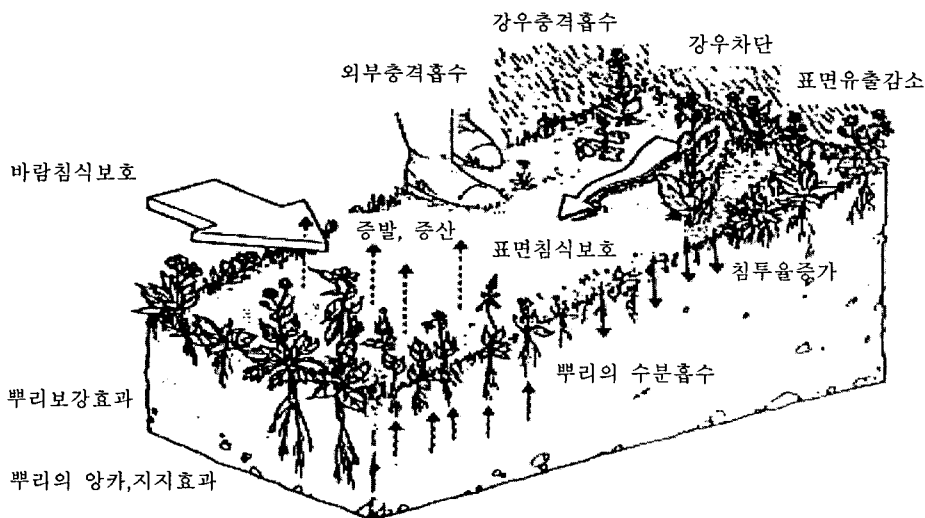 강우충격흡수
강우차단
외부충격흡수
표면유출감소
바람침식보호
증발, 증산
표면침식보호
침투율증가
뿌리의 수분흡수
뿌리보강효과
뿌리의 앙카,지지효과